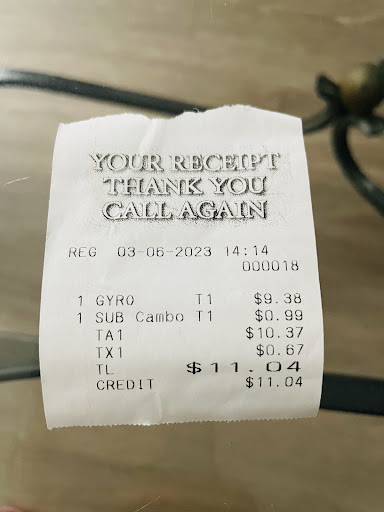 YOUR RECEIPT
THANK YOU
CALL AGAIN
REG 03-06-2023 14:14
000018
1 GYRO T1 $9.38
1 SUB Cambo T1 $0.99
TA1 $10.37
TX1 $0.67
TL $11.04
CREDIT $11.04